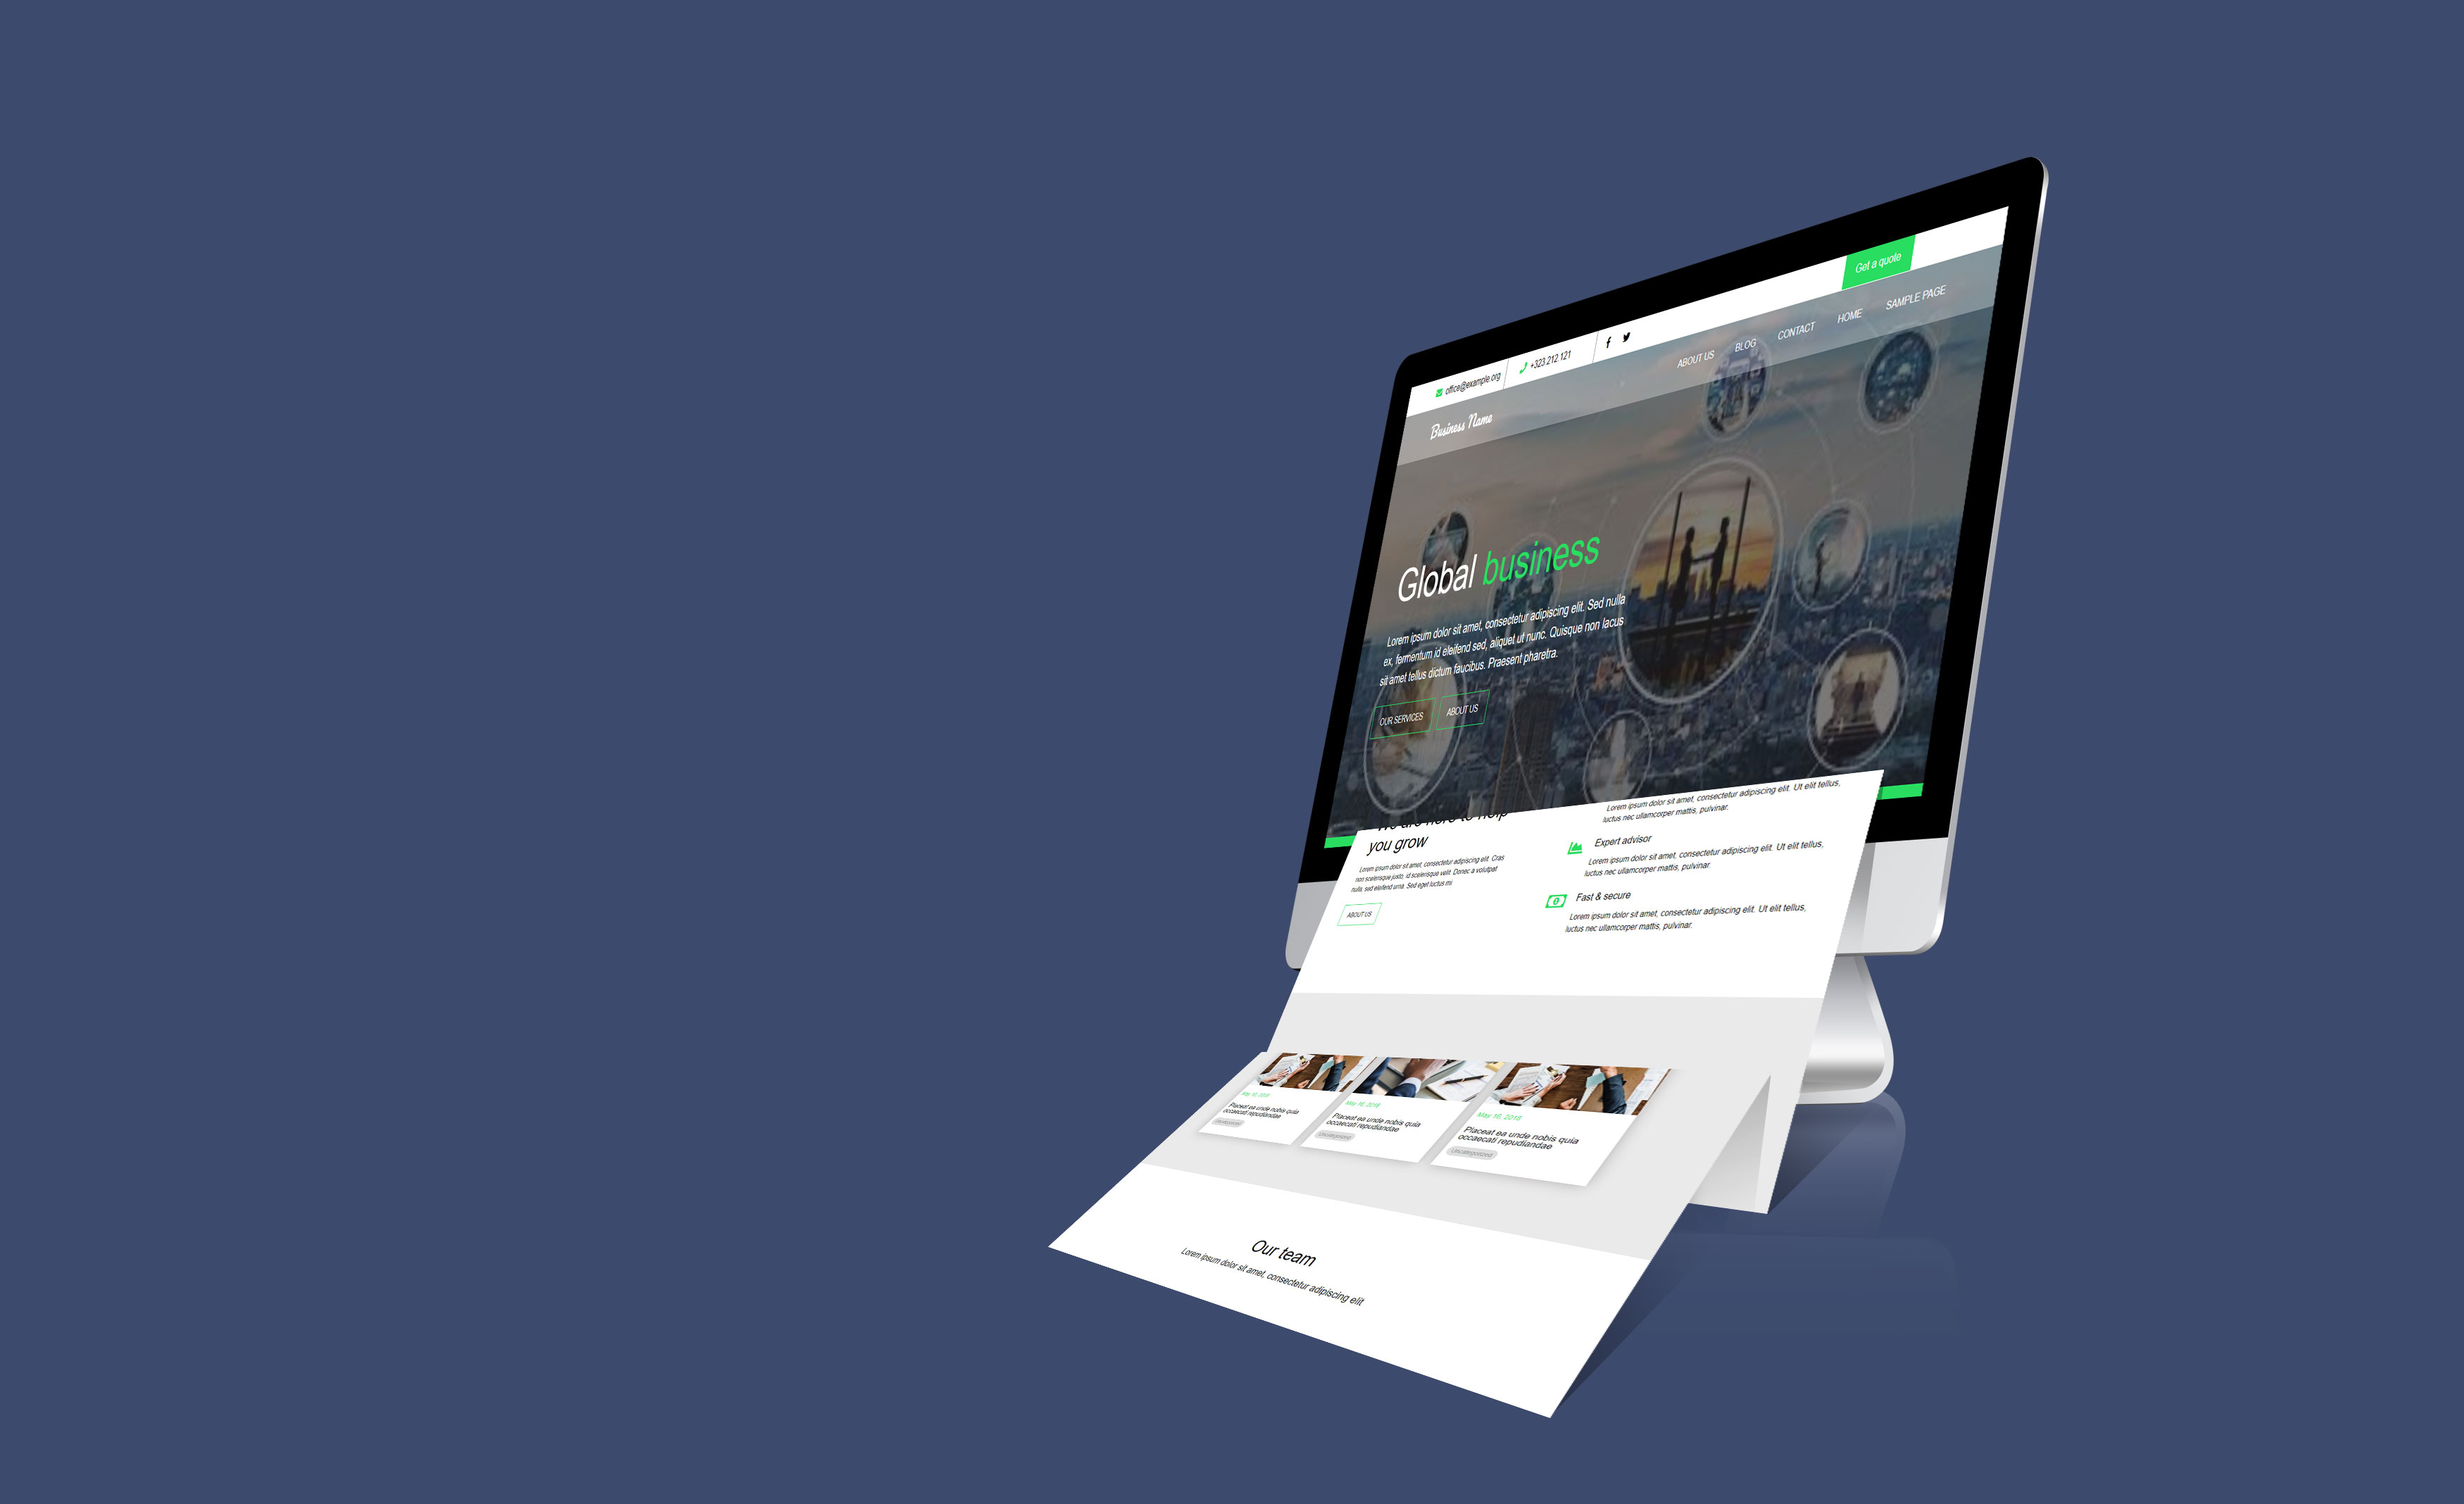 Get a quote
office@example.org
+323.212.121
ABOUT US
BLOG
CONTACT
HOME
SAMPLE PAGE
Business Name
Global business
Lorem ipsum dolor sit amet, consectetur adipiscing elit. Sed nulla
ex, fermentum id eleifend sed, aliquet ut nunc. Quisque non lacus
sit amet tellus dictum faucibus. Praesent pharetra.
OUR SERVICES
ABOUT US
We are here to help
you grow
Lorem ipsum dolor sit amet, consectetur adipiscing elit. Cras
non scelerisque justo, id scelerisque velit. Donec a volutpat
nulla, sed eleifend urna. Sed eget luctus mi
ABOUT US
Lorem ipsum dolor sit amet, consectetur adipiscing elit. Ut elit tellus,
luctus nec ullamcorper mattis, pulvinar.
Expert advisor
Lorem ipsum dolor sit amet, consectetur adipiscing elit. Ut elit tellus,
luctus nec ullamcorper mattis, pulvinar.
Fast & secure
Lorem ipsum dolor sit amet, consectetur adipiscing elit. Ut elit tellus,
luctus nec ullamcorper mattis, pulvinar.
May 16, 2018
Placeat ea unde nobis quia
occaecati repudiandae
Uncategorized
May 16, 2018
Placeat ea unde nobis quia
occaecati repudiandae
Uncategorized
May 16, 2018
Placeat ea unde nobis quia
occaecati repudiandae
Uncategorized
Our team
Lorem ipsum dolor sit amet, consectetur adipiscing elit